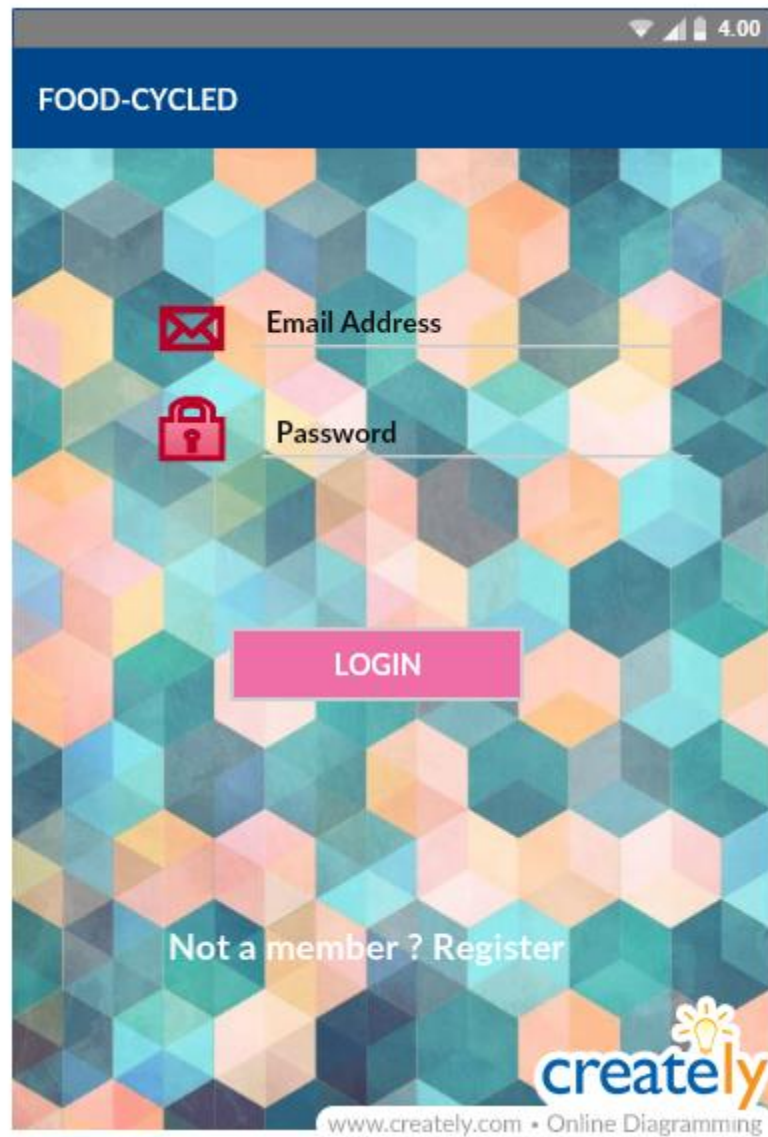 4.00
FOOD-CYCLED
Email Address
Password
LOGIN
Not a member ? Register
creately
www.creately.com • Online Diagramming